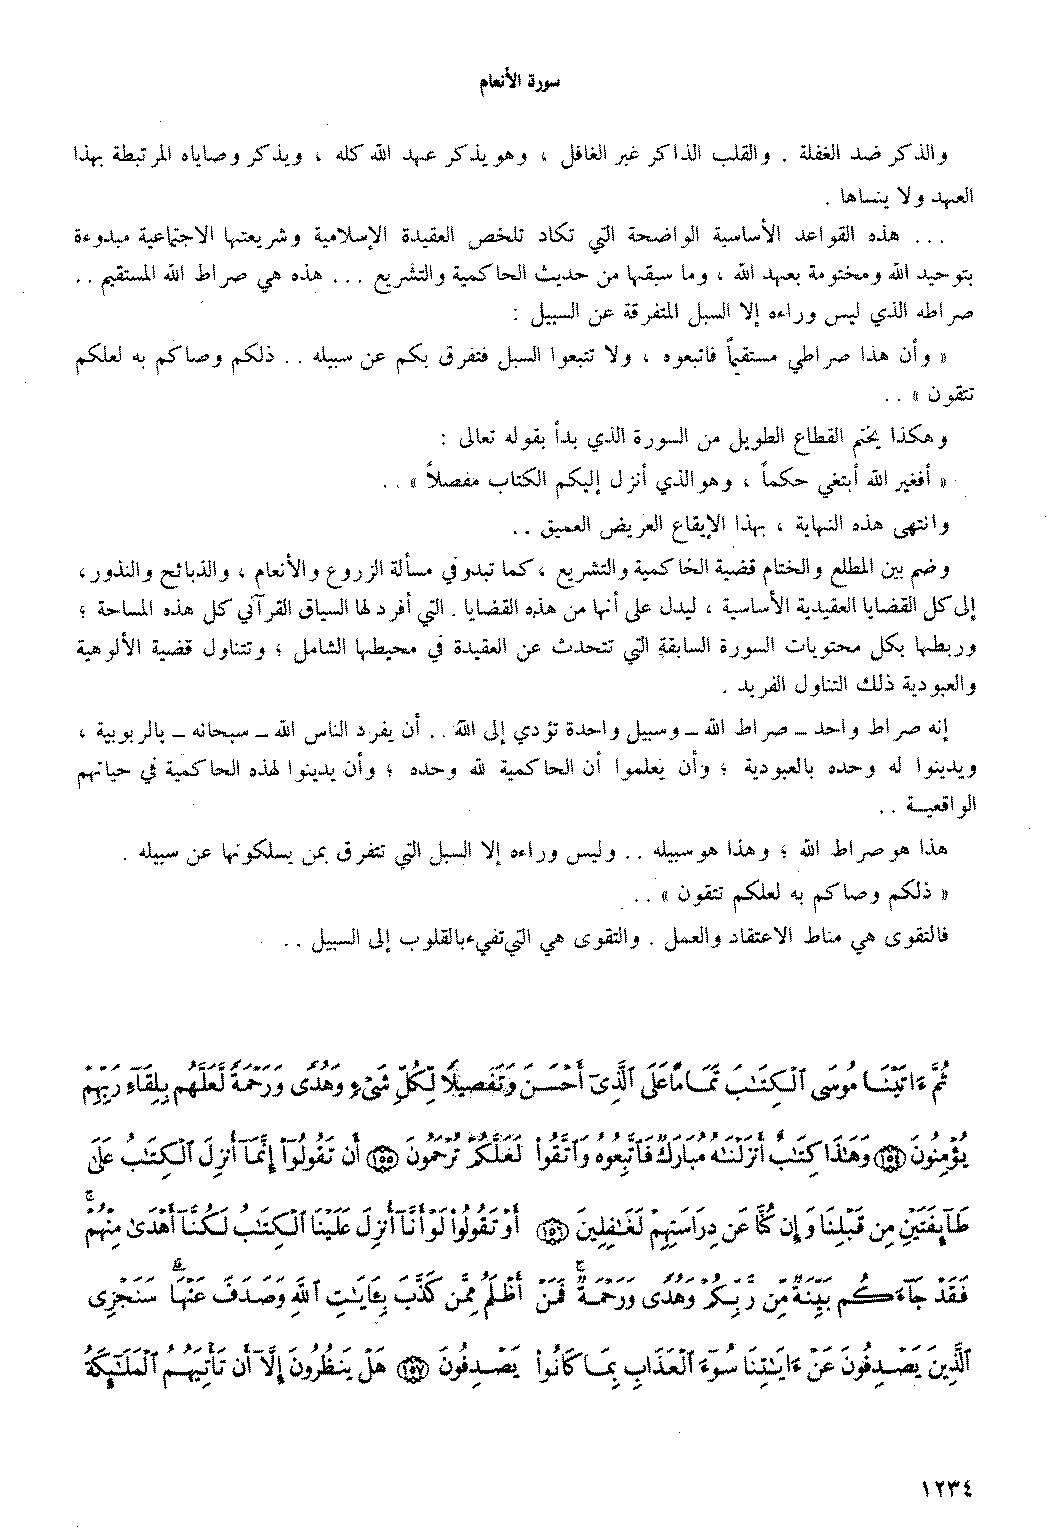 سورة الأنعام
والذكر ضد الغفلة . والقلب الذاكر غير الغافل ، وهو يذكر عهد الله كله ، ويذكر وصاياه المرتبطة بهذا
العهد ولا ينساها .
... هذه القواعد الأساسية الواضحة التي تكاد تلخص العقيدة الإسلامية وشريعتها الاجتماعية مبدوءة
بتوحيد الله ومختومة بعهد الله ، وما سبقها من حديث الحاكمية والتشريع ... هذه هي صراط الله المستقيم ..
صراطه الذي ليس وراءه إلا السبل المتفرقة عن السبيل :
« وأن هذا صراطي مستقيماً فاتبعوه ، ولا تتبعوا السبل فتفرق بكم عن سبيله .. ذلكم وصاكم به لعلكم
تتقون » ..
وهكذا يختم القطاع الطويل من السورة الذي بدأ بقوله تعالى :
« أفغير الله أبتغي حكماً ، وهو الذي أنزل إليكم الكتاب مفصلاً » ..
وانتهى هذه النهاية ، بهذا الإيقاع العريض العميق ..
وضم بين المطلع والختام قضية الحاكمية والتشريع ، كما تبدو في مسألة الزروع والأنعام ، والذبائح والنذور ،
إلى كل القضايا العقيدية الأساسية ، ليدل على أنها من هذه القضايا . التي أفرد لها السياق القرآني كل هذه المساحة ؛
وربطها بكل محتويات السورة السابقة التي تتحدث عن العقيدة في محيطها الشامل ؛ وتتناول قضية الألوهية
والعبودية ذلك التناول الفريد .
إنه صراط واحد – صراط الله – وسبيل واحدة تؤدي إلى الله .. أن يفرد الناس الله – سبحانه – بالربوبية ،
ويدينوا له وحده بالعبودية ؛ وأن يعلموا أن الحاكمية لله وحده ؛ وأن يدينوا لهذه الحاكمية في حياتهم
الواقعية ..
هذا هو صراط الله ؛ وهذا هو سبيله .. وليس وراءه إلا السبل التي تتفرق بمن يسلكونها عن سبيله .
« ذلكم وصاكم به لعلكم تتقون » ..
فالتقوى هي مناط الاعتقاد والعمل . والتقوى هي التي تفيء بالقلوب إلى السبيل ..
ثُمَّ ءَاتَيْنَا مُوسَى ٱلْكِتَٰبَ تَمَامًا عَلَى ٱلَّذِىٓ أَحْسَنَ وَتَفْصِيلًا لِّكُلِّ شَىْءٍ وَهُدًى وَرَحْمَةً لَّعَلَّهُم بِلِقَآءِ رَبِّهِمْ
يُؤْمِنُونَ ١٥٤ وَهَٰذَا كِتَٰبٌ أَنزَلْنَٰهُ مُبَارَكٌ فَٱتَّبِعُوهُ وَٱتَّقُوا۟ لَعَلَّكُمْ تُرْحَمُونَ ١٥٥ أَن تَقُولُوٓا۟ إِنَّمَآ أُنزِلَ ٱلْكِتَٰبُ عَلَىٰ
طَآئِفَتَيْنِ مِن قَبْلِنَا وَإِن كُنَّا عَن دِرَاسَتِهِمْ لَغَٰفِلِينَ ١٥٦ أَوْ تَقُولُوا۟ لَوْ أَنَّآ أُنزِلَ عَلَيْنَا ٱلْكِتَٰبُ لَكُنَّآ أَهْدَىٰ مِنْهُمْ ۚ
فَقَدْ جَآءَكُم بَيِّنَةٌ مِّن رَّبِّكُمْ وَهُدًى وَرَحْمَةٌ ۚ فَمَنْ أَظْلَمُ مِمَّن كَذَّبَ بِـَٔايَٰتِ ٱللَّهِ وَصَدَفَ عَنْهَا ۗ سَنَجْزِى
ٱلَّذِينَ يَصْدِفُونَ عَنْ ءَايَٰتِنَا سُوٓءَ ٱلْعَذَابِ بِمَا كَانُوا۟ يَصْدِفُونَ ١٥٧ هَلْ يَنظُرُونَ إِلَّآ أَن تَأْتِيَهُمُ ٱلْمَلَٰٓئِكَةُ
١٢٣٤